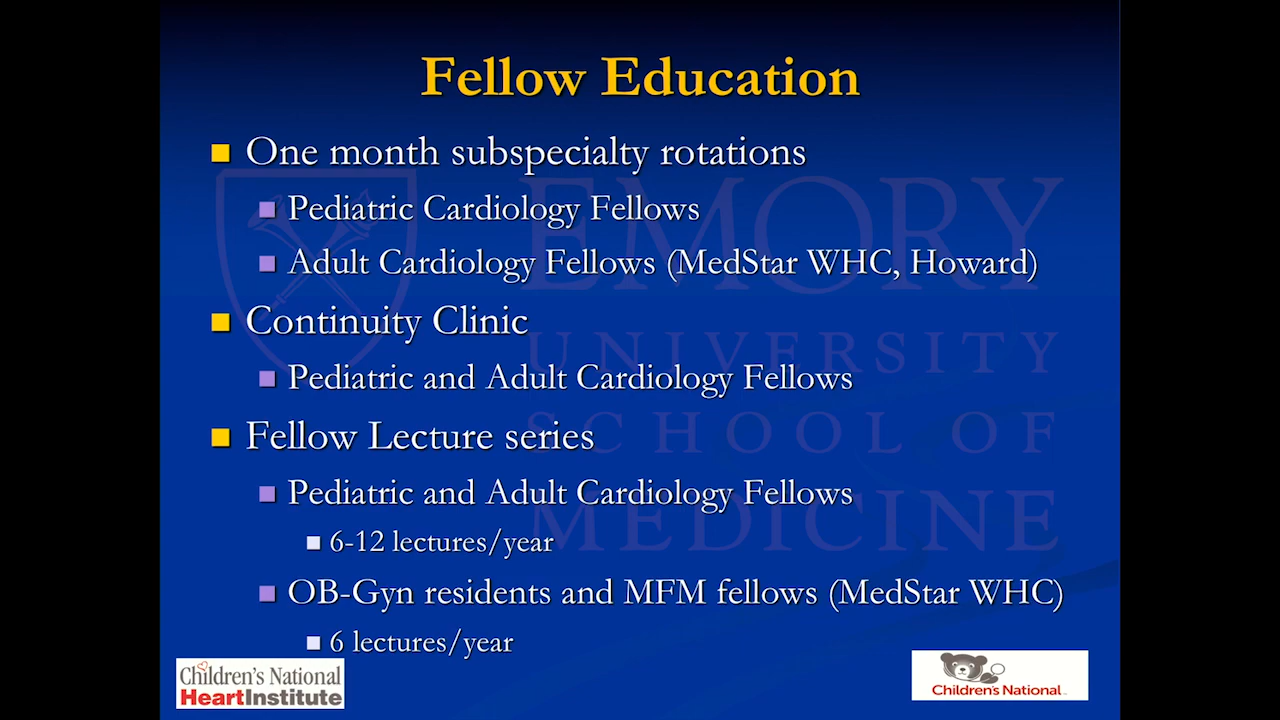 Fellow Education
One month subspecialty rotations
Pediatric Cardiology Fellows
Adult Cardiology Fellows (MedStar WHC, Howard)
Continuity Clinic
Pediatric and Adult Cardiology Fellows
Fellow Lecture series
Pediatric and Adult Cardiology Fellows
6-12 lectures/year
OB-Gyn residents and MFM fellows (MedStar WHC)
6 lectures/year
EMORY
UNIVERSITY
SCHOOL OF
MEDICINE
Children's National
HeartInstitute
Children's National